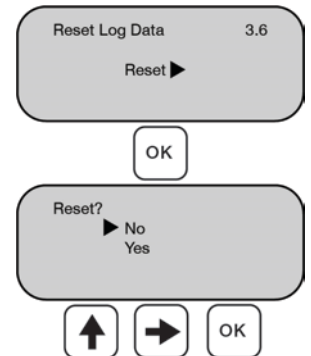 Reset Log Data 3.6
Reset
OK
Reset?
No
Yes
OK